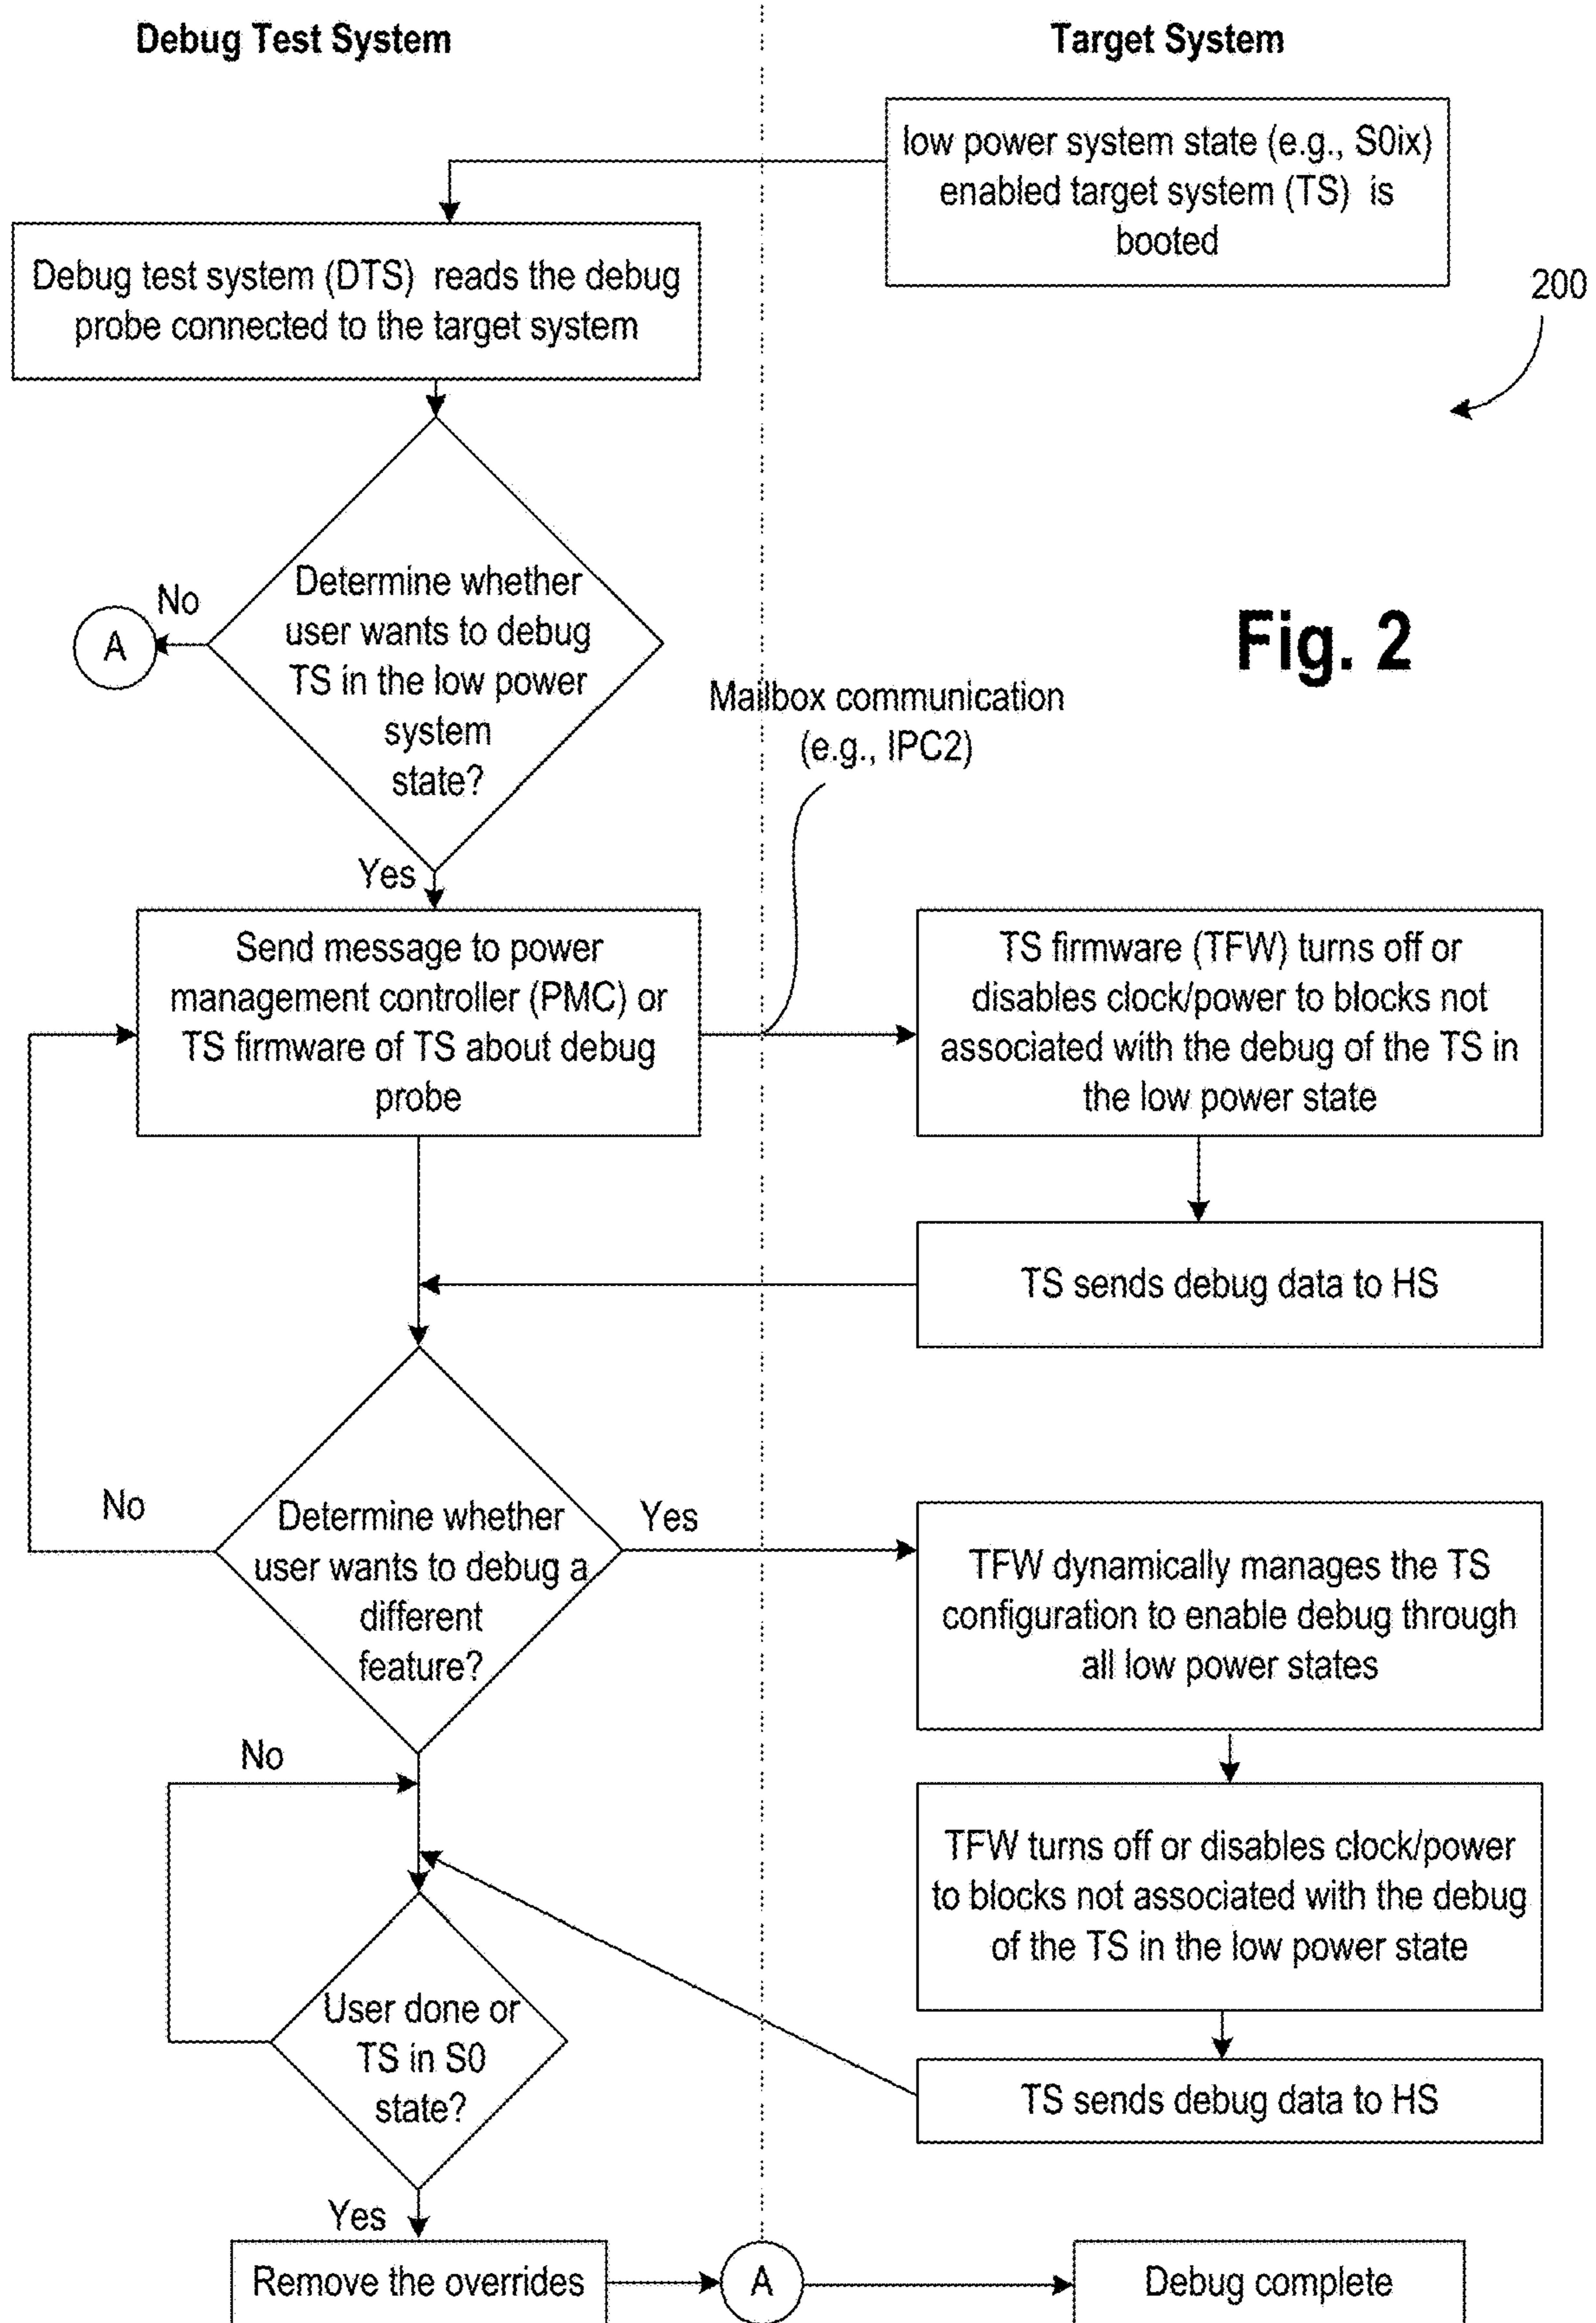 Debug Test System
Target System
low power system state (e.g., S0ix)
enabled target system (TS) is
booted
200
Debug test system (DTS) reads the debug
probe connected to the target system
Determine whether
user wants to debug
TS in the low power
system
state?
No
A
Fig. 2
Mailbox communication
(e.g., IPC2)
Yes
Send message to power
management controller (PMC) or
TS firmware of TS about debug
probe
TS firmware (TFW) turns off or
disables clock/power to blocks not
associated with the debug of the TS in
the low power state
TS sends debug data to HS
No
Determine whether
user wants to debug a
different
feature?
Yes
TFW dynamically manages the TS
configuration to enable debug through
all low power states
No
TFW turns off or disables clock/power
to blocks not associated with the debug
of the TS in the low power state
User done or
TS in S0
state?
TS sends debug data to HS
Yes
Remove the overrides
A
Debug complete